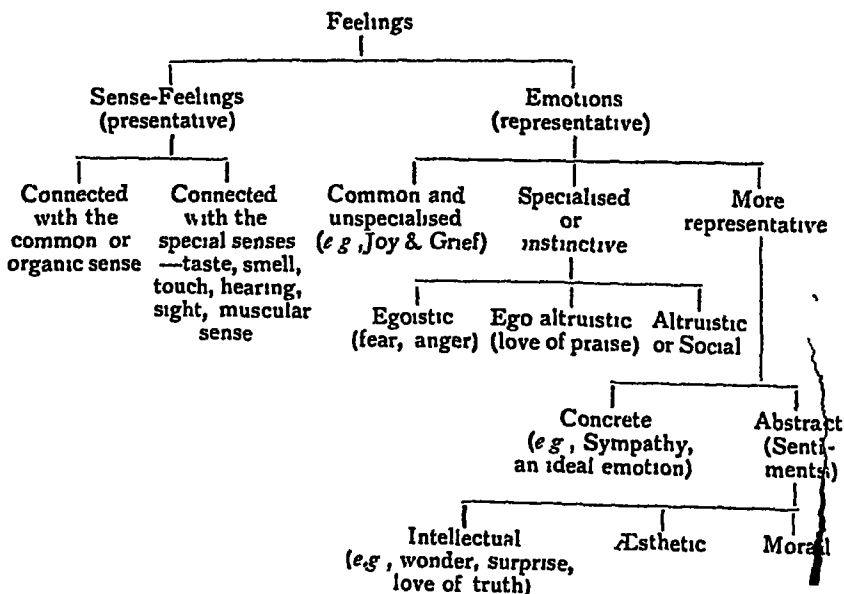 Feelings
Sense-Feelings
(presentative)
Emotions
(representative)
Connected
with the
common or
organic sense
Connected
with the
special senses
—taste, smell,
touch, hearing,
sight, muscular
sense
Common and
unspecialised
(e g, Joy & Grief)
Specialised
or
instinctive
More
representative
Egoistic
(fear, anger)
Ego altruistic
(love of praise)
Altruistic
or Social
Concrete
(e g, Sympathy,
an ideal emotion)
Abstract
(Senti-
ments)
Intellectual
(e.g, wonder, surprise,
love of truth)
Æsthetic
Moral